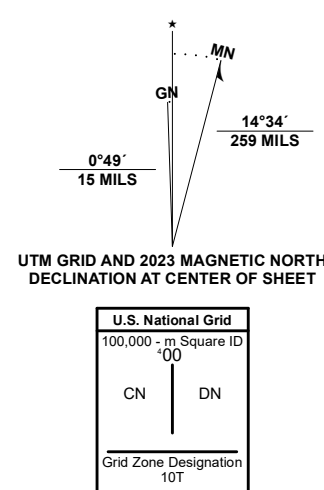 ★
MN
GN
14°34´
259 MILS
0°49´
15 MILS
UTM GRID AND 2023 MAGNETIC NORTH
DECLINATION AT CENTER OF SHEET
U.S. National Grid
100,000 - m Square ID
⁴00
CN DN
Grid Zone Designation
10T